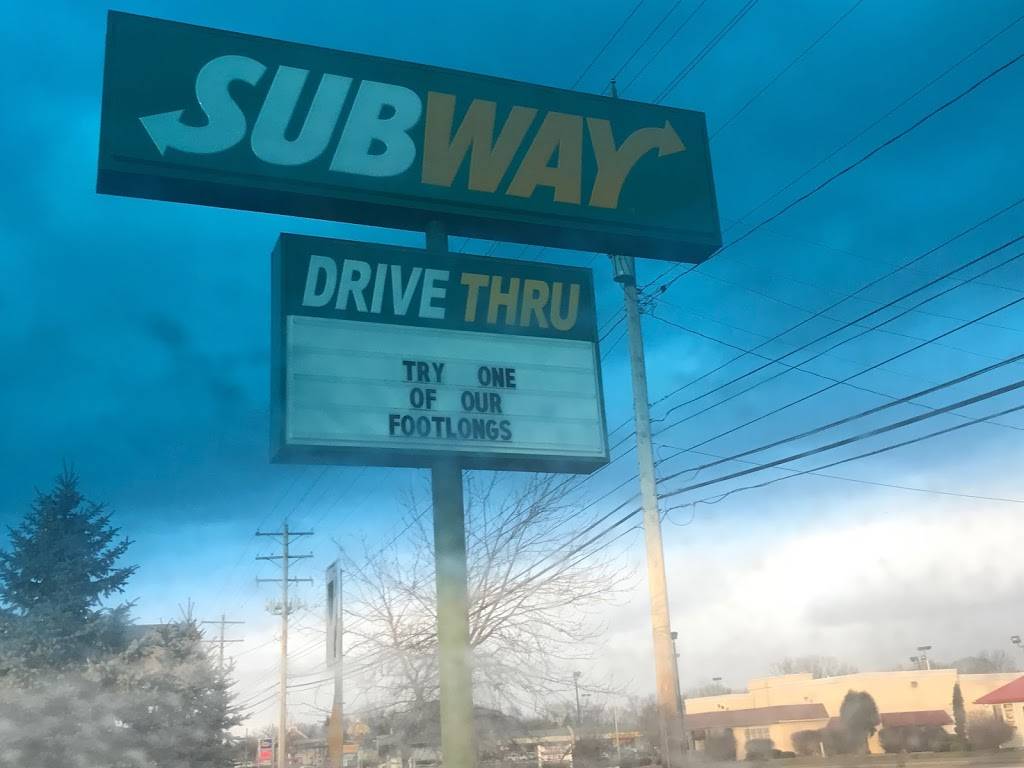 SUBWAY
DRIVE THRU
TRY ONE
OF OUR
FOOTLONGS